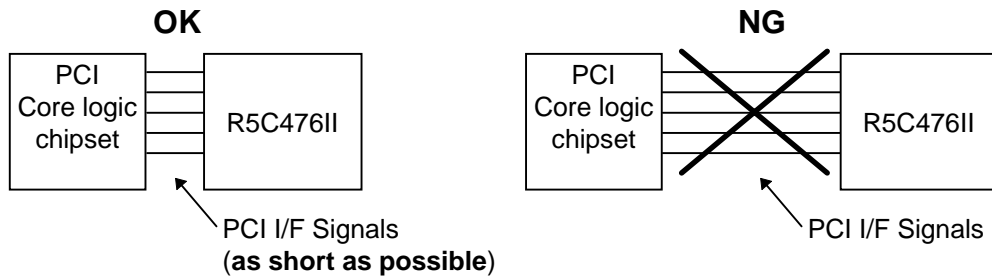 OK
PCI
Core logic
chipset
R5C476II
PCI I/F Signals
(as short as possible)
NG
PCI
Core logic
chipset
R5C476II
PCI I/F Signals